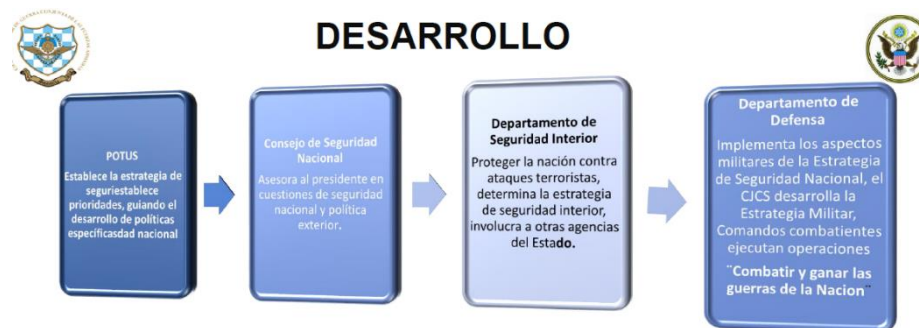 DESARROLLO
POTUS
Establece la estrategia de
seguriestablece
prioridades, guiando el
desarrollo de políticas
específicasdad nacional
Consejo de Seguridad
Nacional
Asesora al presidente en
cuestiones de seguridad
nacional y política
exterior.
Departamento de
Seguridad Interior
Proteger la nación contra
ataques terroristas,
determina la estrategia
de seguridad interior,
involucra a otras agencias
del Estado.
Departamento de
Defensa
Implementa los aspectos
militares de la Estrategia
de Seguridad Nacional, el
CJCS desarrolla la
Estrategia Militar,
Comandos combatientes
ejecutan operaciones
¨Combatir y ganar las
guerras de la Nacion¨